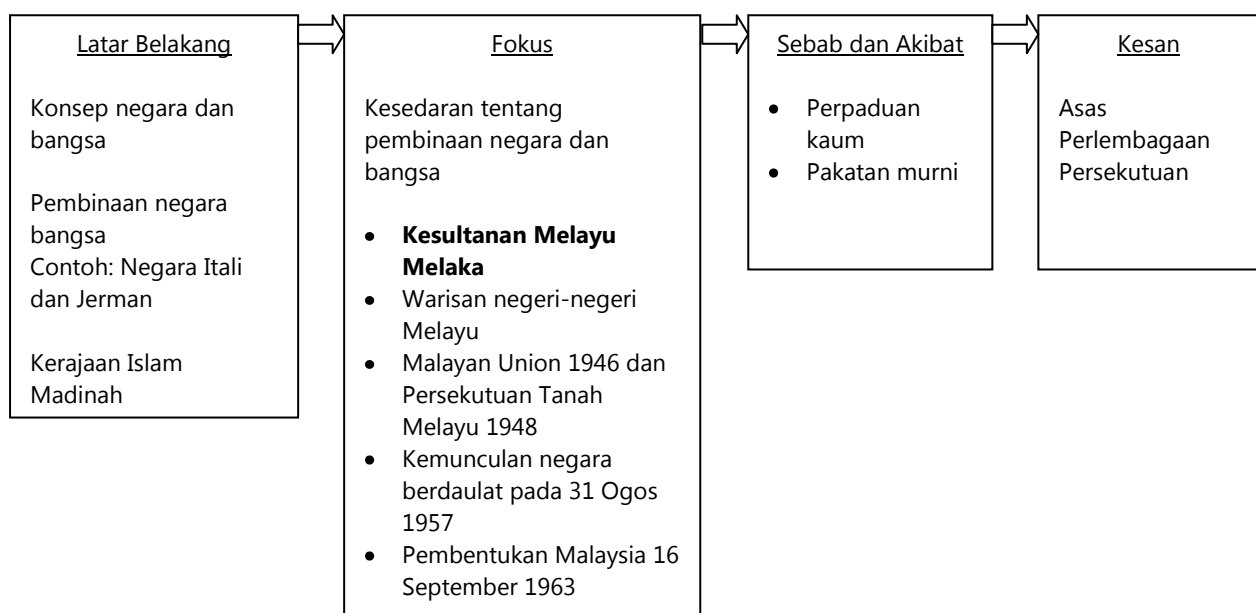 Latar Belakang
Konsep negara dan
bangsa
Pembinaan negara
bangsa
Contoh: Negara Itali
dan Jerman
Kerajaan Islam
Madinah
Fokus
Kesedaran tentang
pembinaan negara dan
bangsa
• Kesultanan Melayu
Melaka
• Warisan negeri-negeri
Melayu
• Malayan Union 1946 dan
Persekutuan Tanah
Melayu 1948
• Kemunculan negara
berdaulat pada 31 Ogos
1957
• Pembentukan Malaysia 16
September 1963
Sebab dan Akibat
• Perpaduan
kaum
• Pakatan murni
Kesan
Asas
Perlembagaan
Persekutuan